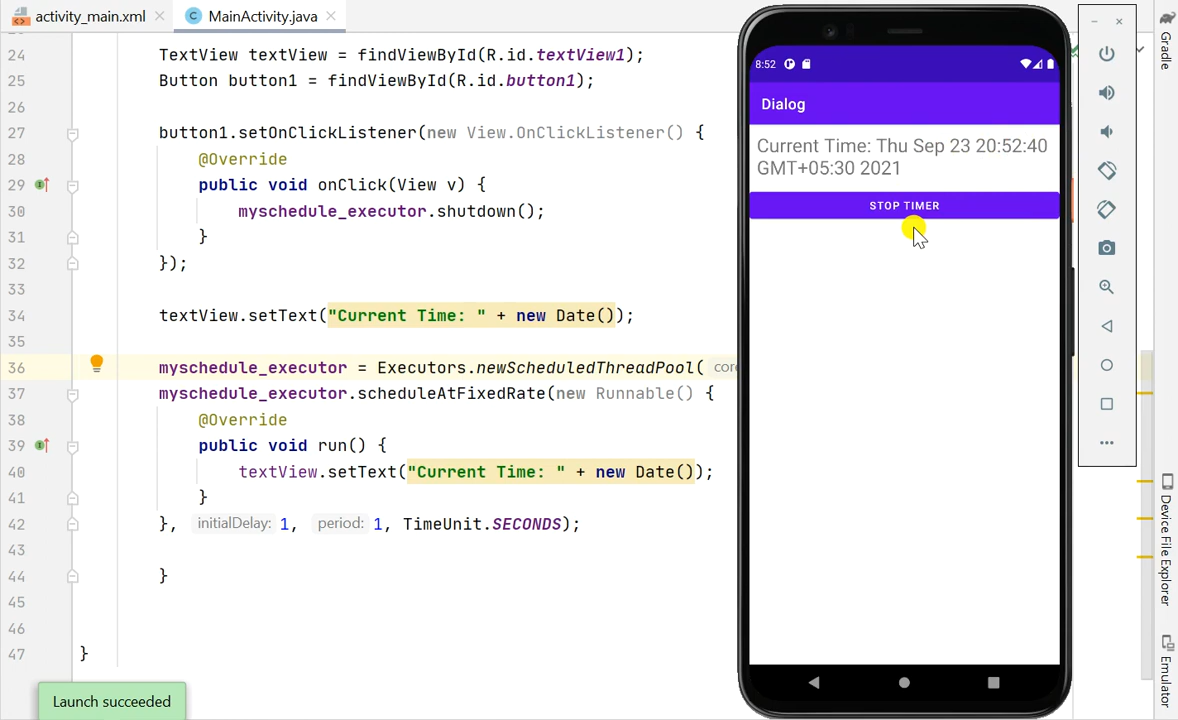 activity_main.xml
MainActivity.java
24 TextView textView = findViewById(R.id.textView1);
25 Button button1 = findViewById(R.id.button1);
26
27 button1.setOnClickListener(new View.OnClickListener() {
28 @Override
29 public void onClick(View v) {
30 myschedule_executor.shutdown();
31 }
32 });
33
34 textView.setText("Current Time: " + new Date());
35
36 myschedule_executor = Executors.newScheduledThreadPool(
37 myschedule_executor.scheduleAtFixedRate(new Runnable() {
38 @Override
39 public void run() {
40 textView.setText("Current Time: " + new Date());
41 }
42 }, initialDelay: 1, period: 1, TimeUnit.SECONDS);
43
44 }
45
46
47 }
Launch succeeded
8:52
Dialog
Current Time: Thu Sep 23 20:52:40
GMT+05:30 2021
STOP TIMER
Gradle
Device File Explorer
Emulator